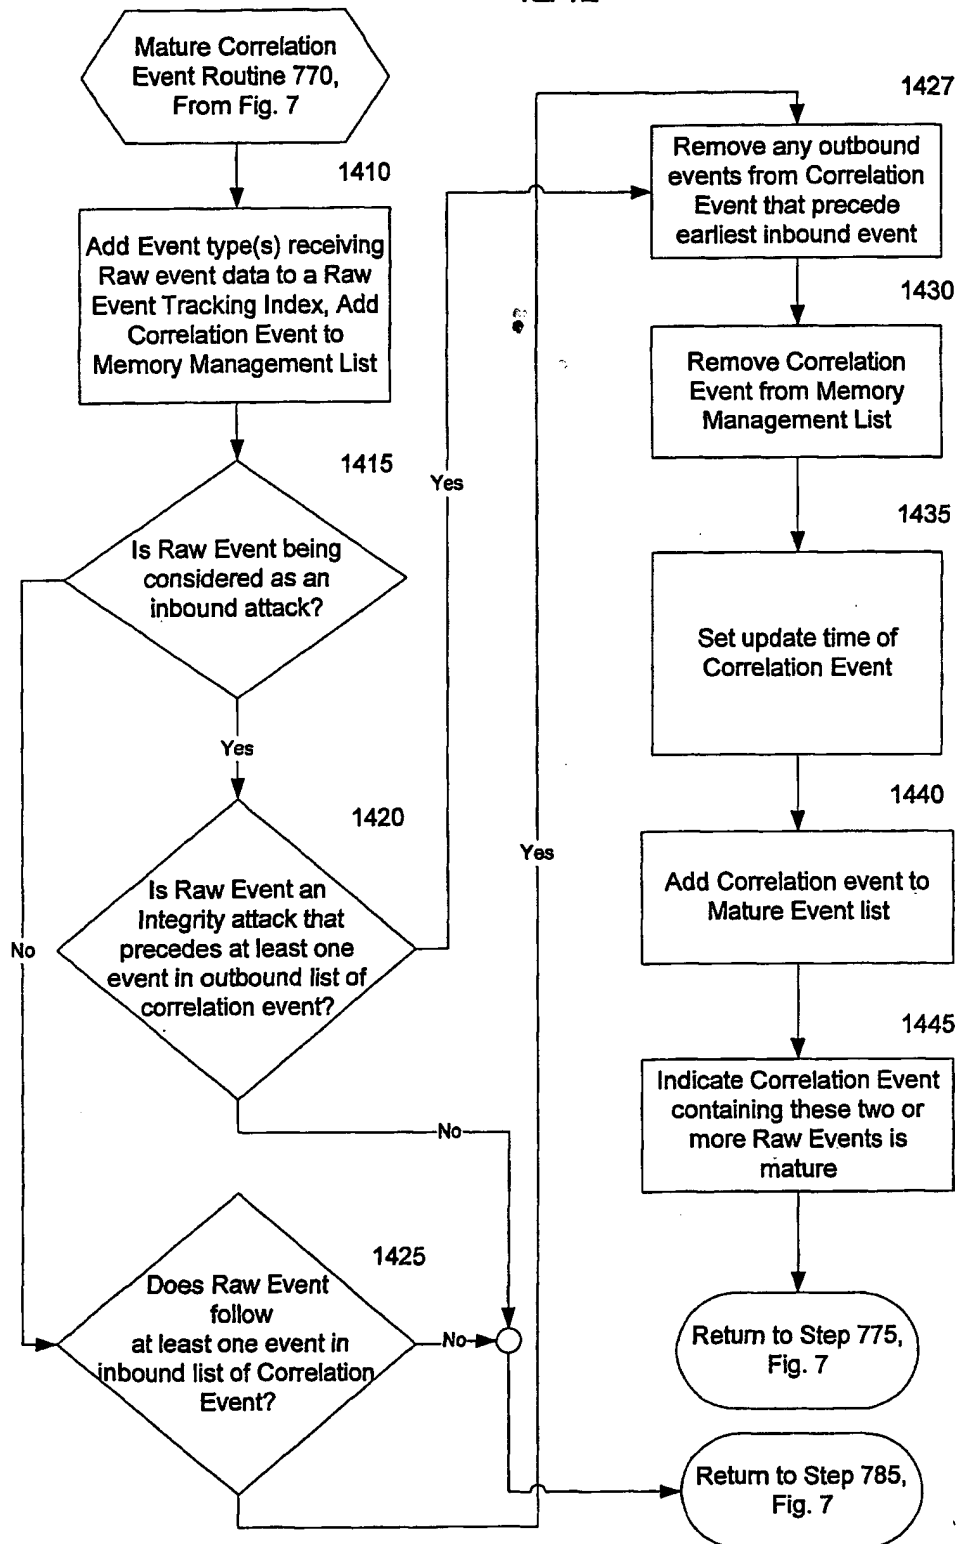 Mature Correlation
Event Routine 770,
From Fig. 7
1410
Add Event type(s) receiving
Raw event data to a Raw
Event Tracking Index, Add
Correlation Event to
Memory Management List
1415
Is Raw Event being
considered as an
inbound attack?
Yes
1420
Is Raw Event an
Integrity attack that
precedes at least one
event in outbound list of
correlation event?
No
No
Yes
Yes
1425
Does Raw Event
follow
at least one event in
inbound list of Correlation
Event?
No
1427
Remove any outbound
events from Correlation
Event that precede
earliest inbound event
1430
Remove Correlation
Event from Memory
Management List
1435
Set update time of
Correlation Event
1440
Add Correlation event to
Mature Event list
1445
Indicate Correlation Event
containing these two or
more Raw Events is
mature
Return to Step 775,
Fig. 7
Return to Step 785,
Fig. 7